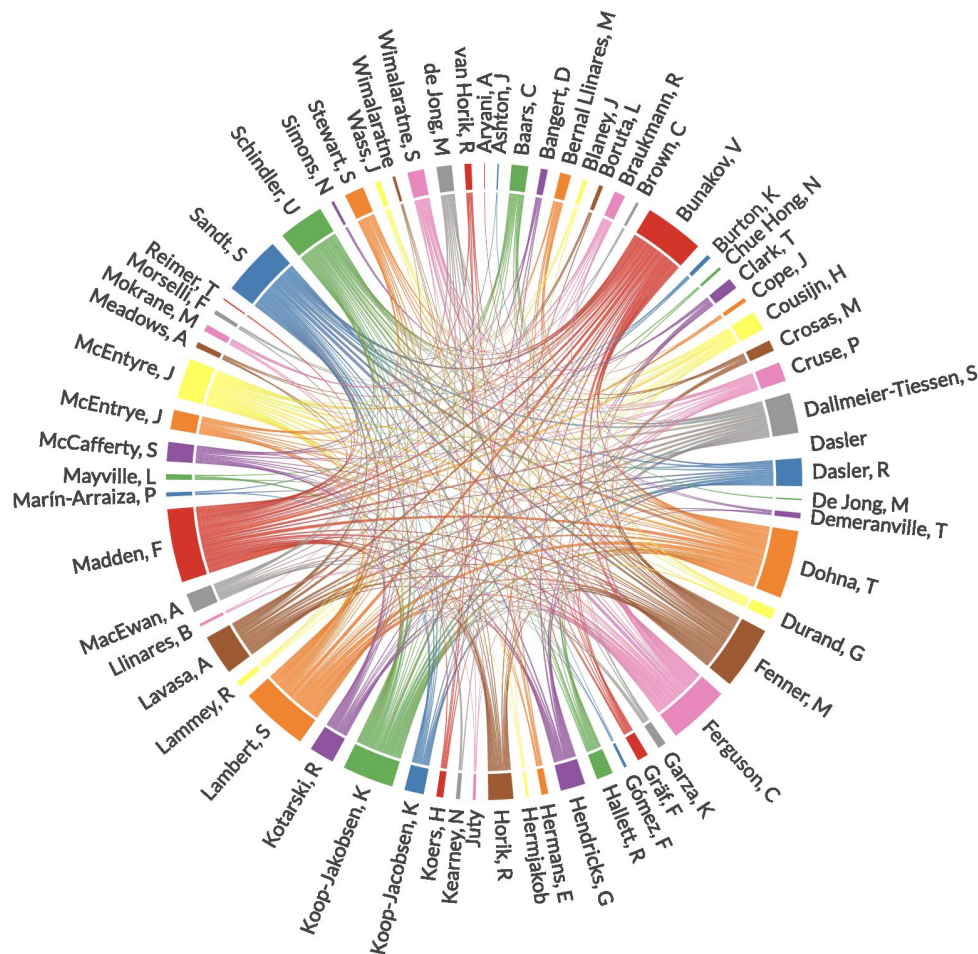 Aryani, A
Ashton, J
Baars, C
Bangert, D
Bernal Llinares, M
Blaney, J
Boruta, L
Braukmann, R
Brown, C
Bunakov, V
Burton, K
Chue Hong, N
Clark, T
Cope, J
Cousijn, H
Crosas, M
Cruse, P
Dallmeier-Tiessen, S
Dasler
Dasler, R
De Jong, M
Demeranville, T
Dohna, T
Durand, G
Fenner, M
Ferguson, C
Garza, K
Gräf, F
Gómez, F
Hallett, R
Hendricks, G
Hermans, E
Hermjakob
Horik, R
Juty
Kearney, N
Koers, H
Koop-Jacobsen, K
Koop-Jakobsen, K
Kotarski, R
Lambert, S
Lammey, R
Lavasa, A
Llinares, B
MacEwan, A
Madden, F
Marín-Arraiza, P
Mayville, L
McCafferty, S
McEntrye, J
McEntyre, J
Meadows, A
Mokrane, M
Morselli, F
Reimer, T
Sandt, S
Schindler, U
Simons, N
Stewart, S
Wass, J
Wimalaratne
Wimalaratne, S
de Jong, M
van Horik, R